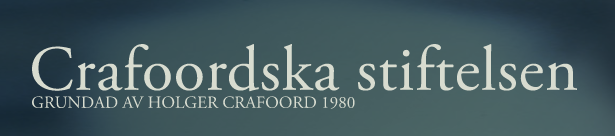 Crafoordska stiftelsen
GRUNDAD AV HOLGER CRAFOORD 1980